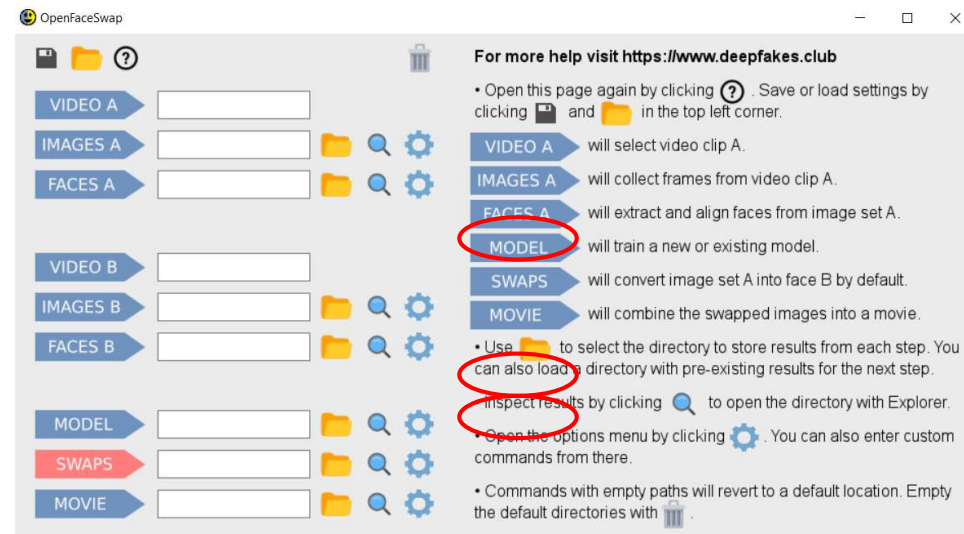 OpenFaceSwap
VIDEO A
IMAGES A
FACES A
VIDEO B
IMAGES B
FACES B
MODEL
SWAPS
MOVIE
For more help visit https://www.deepfakes.club
• Open this page again by clicking ? . Save or load settings by
clicking and in the top left corner.
VIDEO A will select video clip A.
IMAGES A will collect frames from video clip A.
FACES A will extract and align faces from image set A.
MODEL will train a new or existing model.
SWAPS will convert image set A into face B by default.
MOVIE will combine the swapped images into a movie.
• Use to select the directory to store results from each step. You
can also load a directory with pre-existing results for the next step.
• Inspect results by clicking to open the directory with Explorer.
• Open the options menu by clicking . You can also enter custom
commands from there.
• Commands with empty paths will revert to a default location. Empty
the default directories with .